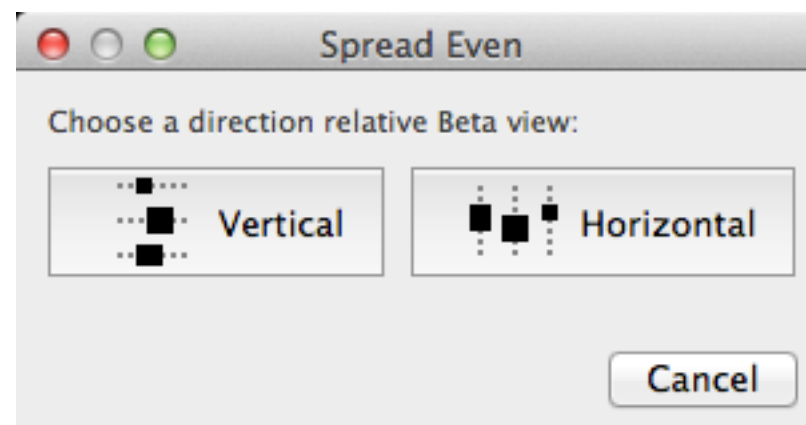 Spread Even
Choose a direction relative Beta view:
Vertical
Horizontal
Cancel